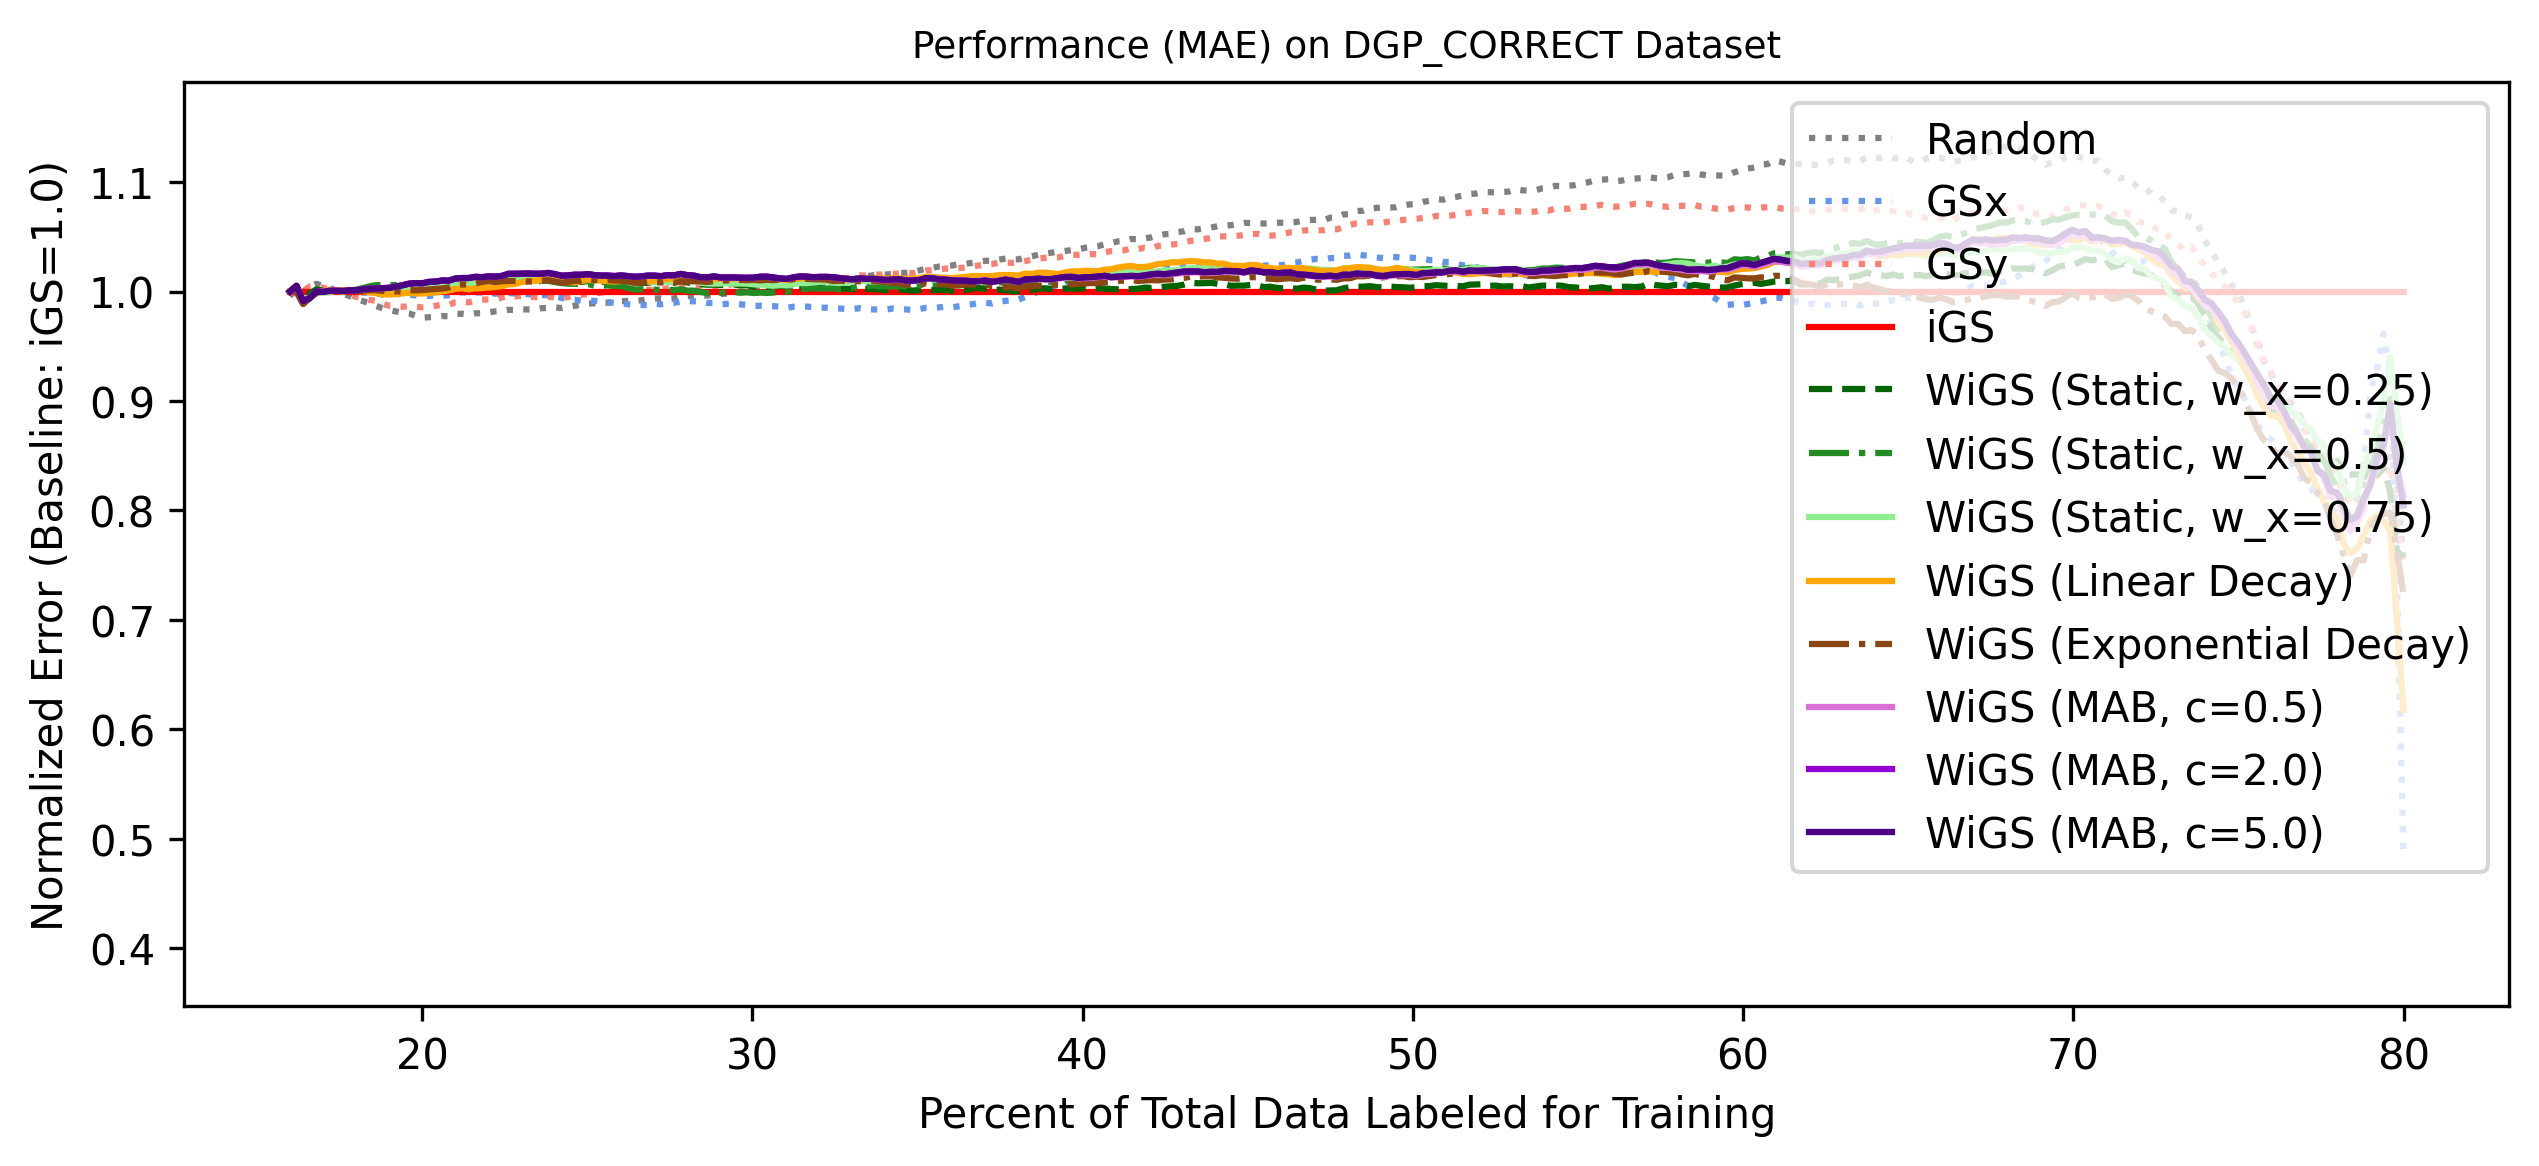 Performance (MAE) on DGP_CORRECT Dataset
Normalized Error (Baseline: iGS=1.0)
1.1
1.0
0.9
0.8
0.7
0.6
0.5
0.4
Random
GSx
GSy
iGS
WiGS (Static, w_x=0.25)
WiGS (Static, w_x=0.5)
WiGS (Static, w_x=0.75)
WiGS (Linear Decay)
WiGS (Exponential Decay)
WiGS (MAB, c=0.5)
WiGS (MAB, c=2.0)
WiGS (MAB, c=5.0)
20 30 40 50 60 70 80
Percent of Total Data Labeled for Training